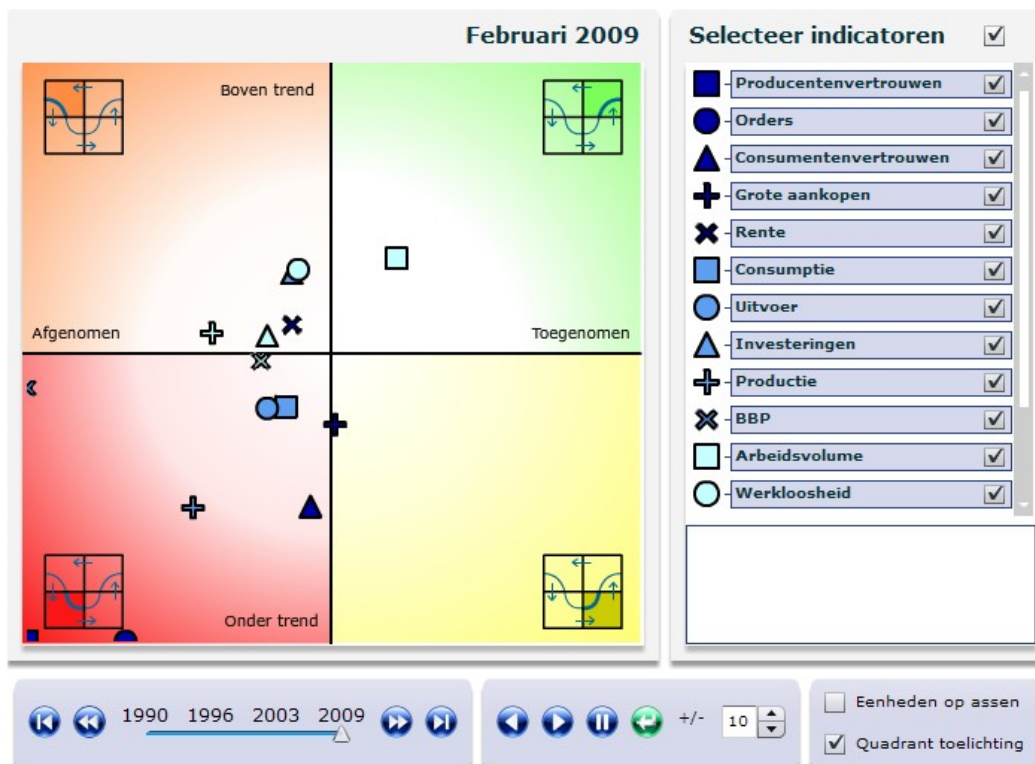 Februari 2009
Selecteer indicatoren
Boven trend
Afgenomen
Toegenomen
Onder trend
Producentenvertrouwen
Orders
Consumentenvertrouwen
Grote aankopen
Rente
Consumptie
Uitvoer
Investeringen
Productie
BBP
Arbeidsvolume
Werkloosheid
1990 1996 2003 2009
+/- 10
Eenheden op assen
Quadrant toelichting